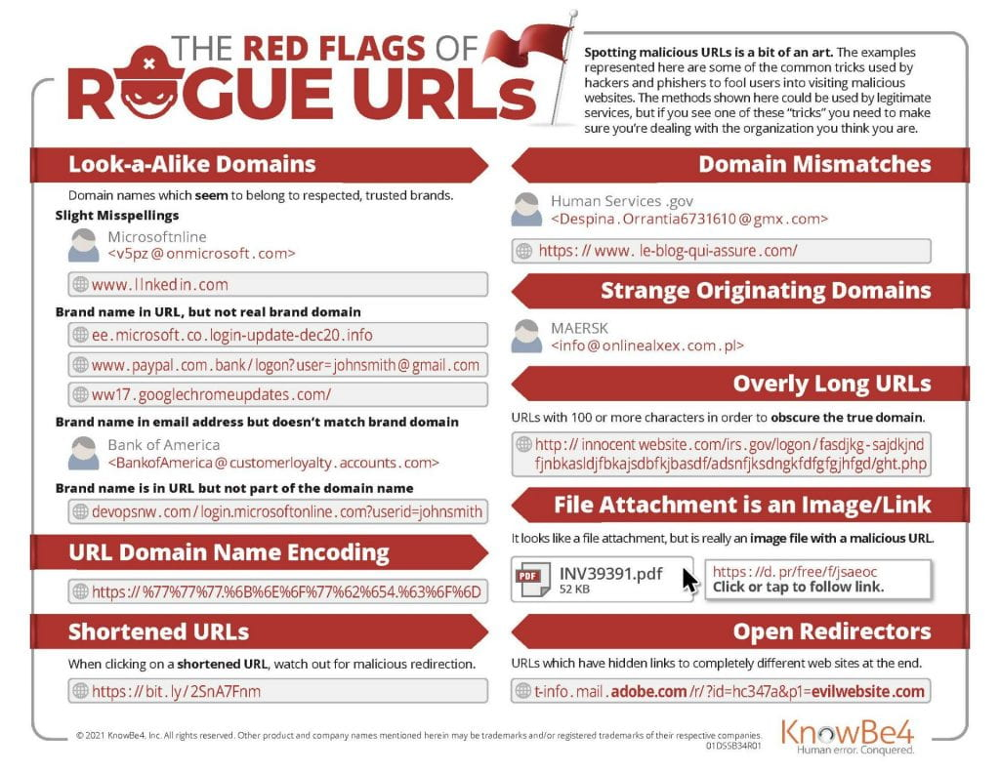 THE RED FLAGS OF
ROGUE URLs
Spotting malicious URLs is a bit of an art. The examples
represented here are some of the common tricks used by
hackers and phishers to fool users into visiting malicious
websites. The methods shown here could be used by legitimate
services, but if you see one of these “tricks” you need to make
sure you’re dealing with the organization you think you are.
Look-a-Alike Domains
Domain names which seem to belong to respected, trusted brands.
Slight Misspellings
Microsoftnline
<v5pz@onmicrosoft.com>
www.llnkedin.com
Brand name in URL, but not real brand domain
ee.microsoft.co.login-update-dec20.info
www.paypal.com.bank/logon?user=johnsmith@gmail.com
ww17.googlechromeupdates.com/
Brand name in email address but doesn’t match brand domain
Bank of America
<BankofAmerica@customerloyalty.accounts.com>
Brand name is in URL but not part of the domain name
devopsnw.com/login.microsoftonline.com?userid=johnsmith
URL Domain Name Encoding
https://%77%77%77.%6B%6E%6F%77%62%654.%63%6F%6D
Shortened URLs
When clicking on a shortened URL, watch out for malicious redirection.
https://bit.ly/2SnA7Fnm
Domain Mismatches
Human Services .gov
<Despina.Orrantia6731610@gmx.com>
https://www.le-blog-qui-assure.com/
Strange Originating Domains
MAERSK
<info@onlinealxex.com.pl>
Overly Long URLs
URLs with 100 or more characters in order to obscure the true domain.
http://innocentwebsite.com/irs.gov/logon/fasdjkg-sajdkjnd
fjnbkasldjfbkajsdbfkjbasdf/adsnfjksdngkfdfgfgjhfgd/ght.php
File Attachment is an Image/Link
It looks like a file attachment, but is really an image file with a malicious URL.
PDF
INV39391.pdf
52 KB
https://d.pr/free/f/jsaeoc
Click or tap to follow link.
Open Redirectors
URLs which have hidden links to completely different web sites at the end.
t-info.mail.adobe.com/r/?id=hc347a&p1=evilwebsite.com
© 2021 KnowBe4, Inc. All rights reserved. Other product and company names mentioned herein may be trademarks and/or registered trademarks of their respective companies.
01D55B34R01
KnowBe4
Human error. Conquered.